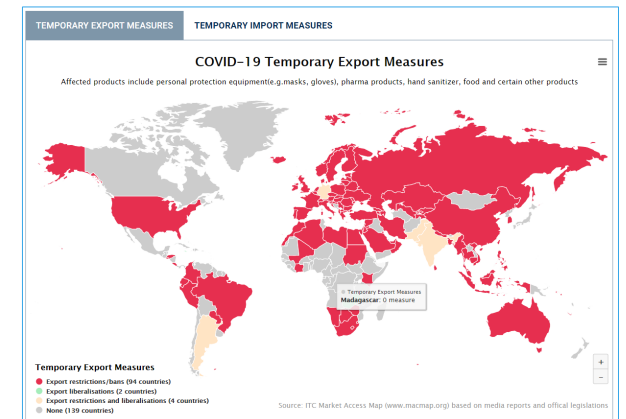 TEMPORARY EXPORT MEASURES TEMPORARY IMPORT MEASURES
COVID-19 Temporary Export Measures
Affected products include personal protection equipment(e.g.masks, gloves), pharma products, hand sanitizer, food and certain other products
Temporary Export Measures
Madagascar: 0 measure
Temporary Export Measures
Export restrictions/bans (94 countries)
Export liberalisations (2 countries)
Export restrictions and liberalisations (4 countries)
None (139 countries)
+
−
Source: ITC Market Access Map (www.macmap.org) based on media reports and offical legislations